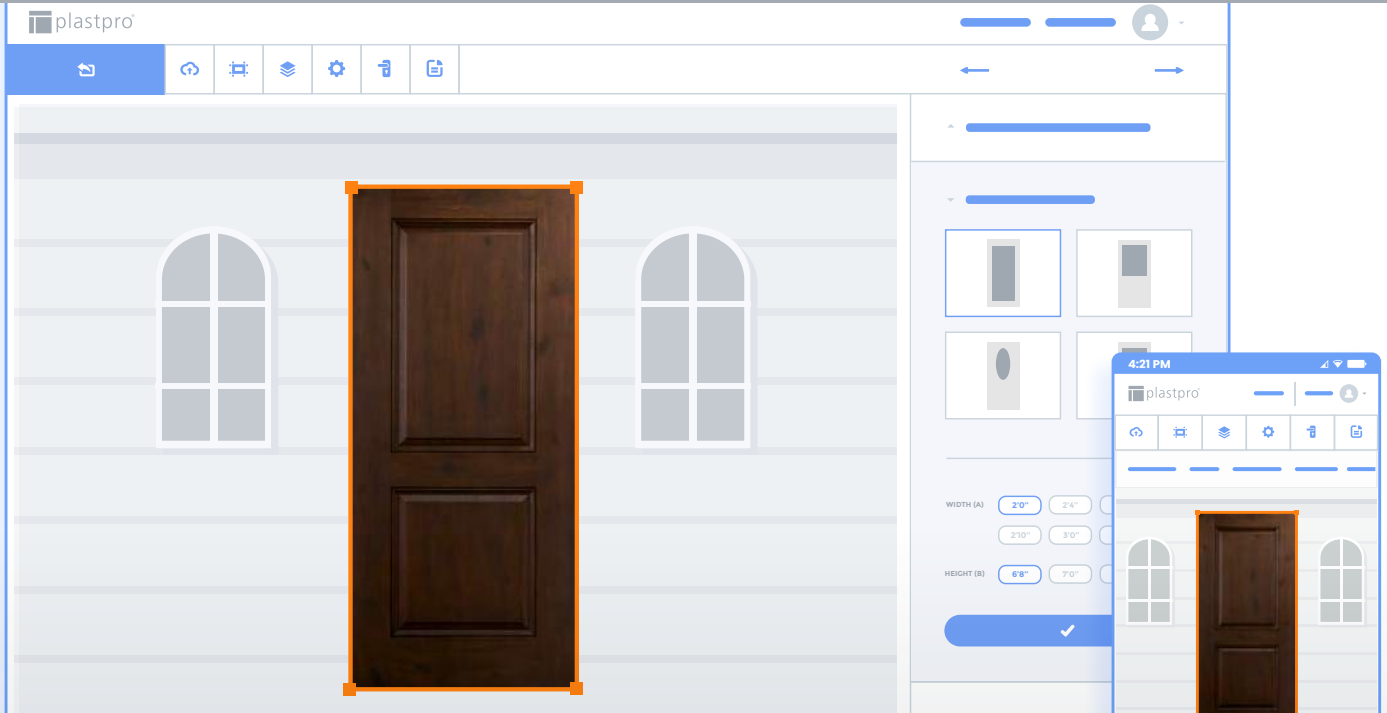 plastpro
WIDTH (A) 2'0" 2'4"
2'10" 3'0"
HEIGHT (B) 6'8" 7'0"
4:21 PM
plastpro